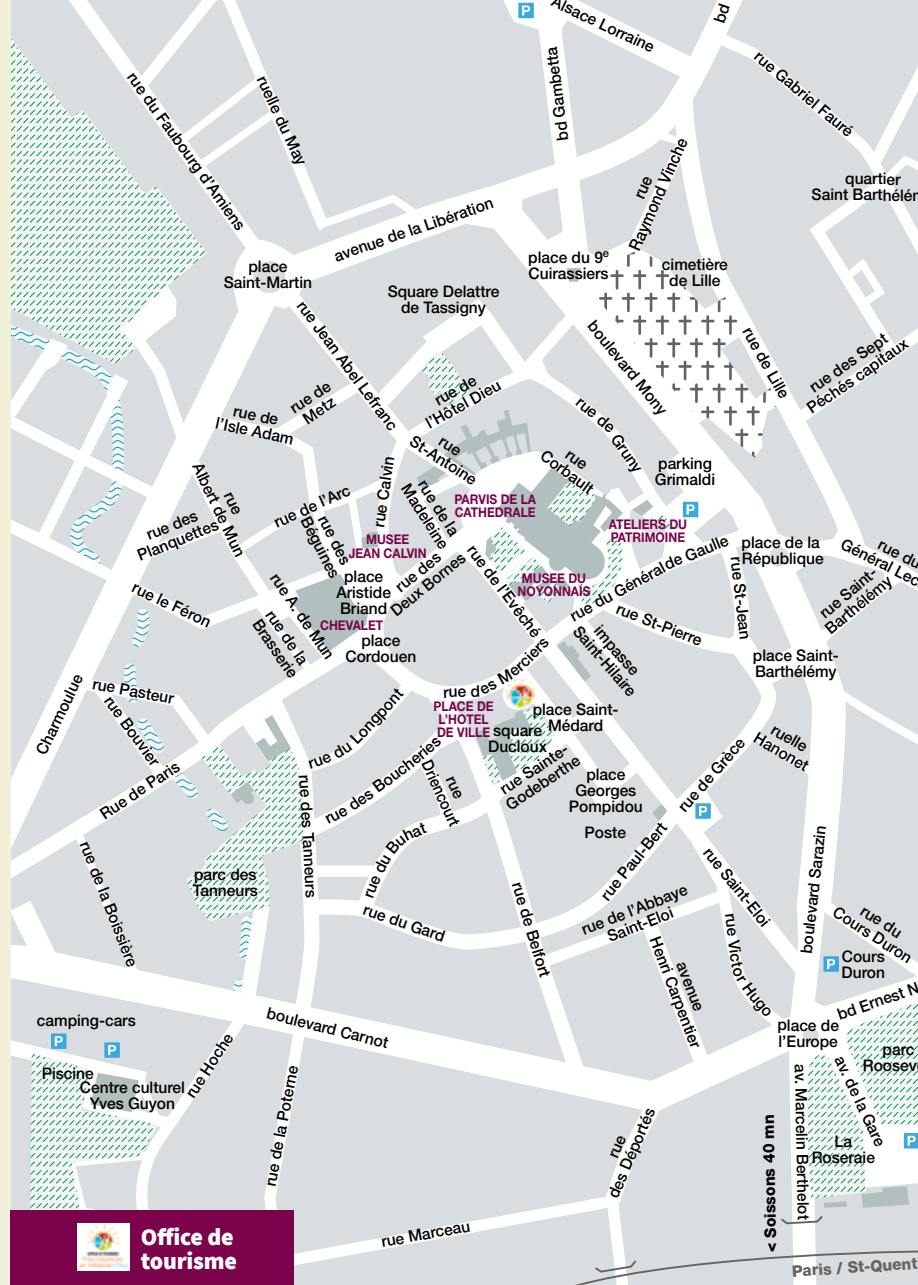 P
Alsace Lorraine
bd
rue du Faubourg d'Amiens
ruelle du May
bd Gambetta
rue Gabriel Fauré
rue
Raymond Vinche
quartier
Saint Barthélém
avenue de la Libération
place
Saint-Martin
place du 9e
Cuirassiers
cimetière
de Lille
Square Delattre
de Tassigny
rue Jean Abel Lefranc
boulevard Mony
rue de Lille
rue des Sept
Péchés capitaux
rue de
Metz
rue de
l'Isle Adam
rue de
l'Hôtel Dieu
rue de Gruny
rue
St-Antoine
rue
Corbault
parking
Grimaldi
P
rue
Albert de Mun
rue des
Planquettes
rue de l'Arc
rue Calvin
rue de la
Madeleine
rue des
Béguines
PARVIS DE LA
CATHEDRALE
ATELIERS DU
PATRIMOINE
MUSEE
JEAN CALVIN
place de la
République
rue du
Général Lec
rue Saint-
Barthélémy
rue St-Jean
rue du Général de Gaulle
MUSEE DU
NOYONNAIS
rue de l'Evêché
rue des
Deux Bornes
place
Aristide
Briand
CHEVALET
rue le Féron
rue A. de Mun
rue de la
Brasserie
place
Cordouen
rue St-Pierre
impasse
Saint-Hilaire
place Saint-
Barthélémy
rue des Merciers
PLACE DE
L'HOTEL
DE VILLE
square
Ducloux
place Saint-
Médard
rue Pasteur
rue Bouvier
Charmoulue
Rue de Paris
rue du Longpont
rue des Boucheries
rue
Driencourt
rue Sainte-
Godeberthe
place
Georges
Pompidou
Poste
rue de Grèce
ruelle
Hanonet
P
rue des Tanneurs
rue du Buhat
rue Paul-Bert
rue Saint-Eloi
boulevard Sarazin
rue de la Boissière
parc des
Tanneurs
rue du Gard
rue de Belfort
rue de l'Abbaye
Saint-Eloi
rue Victor Hugo
avenue
Henri Carpentier
rue du
Cours Duron
P
Cours
Duron
bd Ernest N
place de
l'Europe
parc
Rooseve
camping-cars
P
P
Piscine
Centre culturel
Yves Guyon
boulevard Carnot
rue Hoche
rue de la Poterne
rue
des Déportés
av. Marcelin Berthelot
av. de la Gare
P
La
Roseraie
< Soissons 40 mn
rue Marceau
Paris / St-Quent
Office de
tourisme